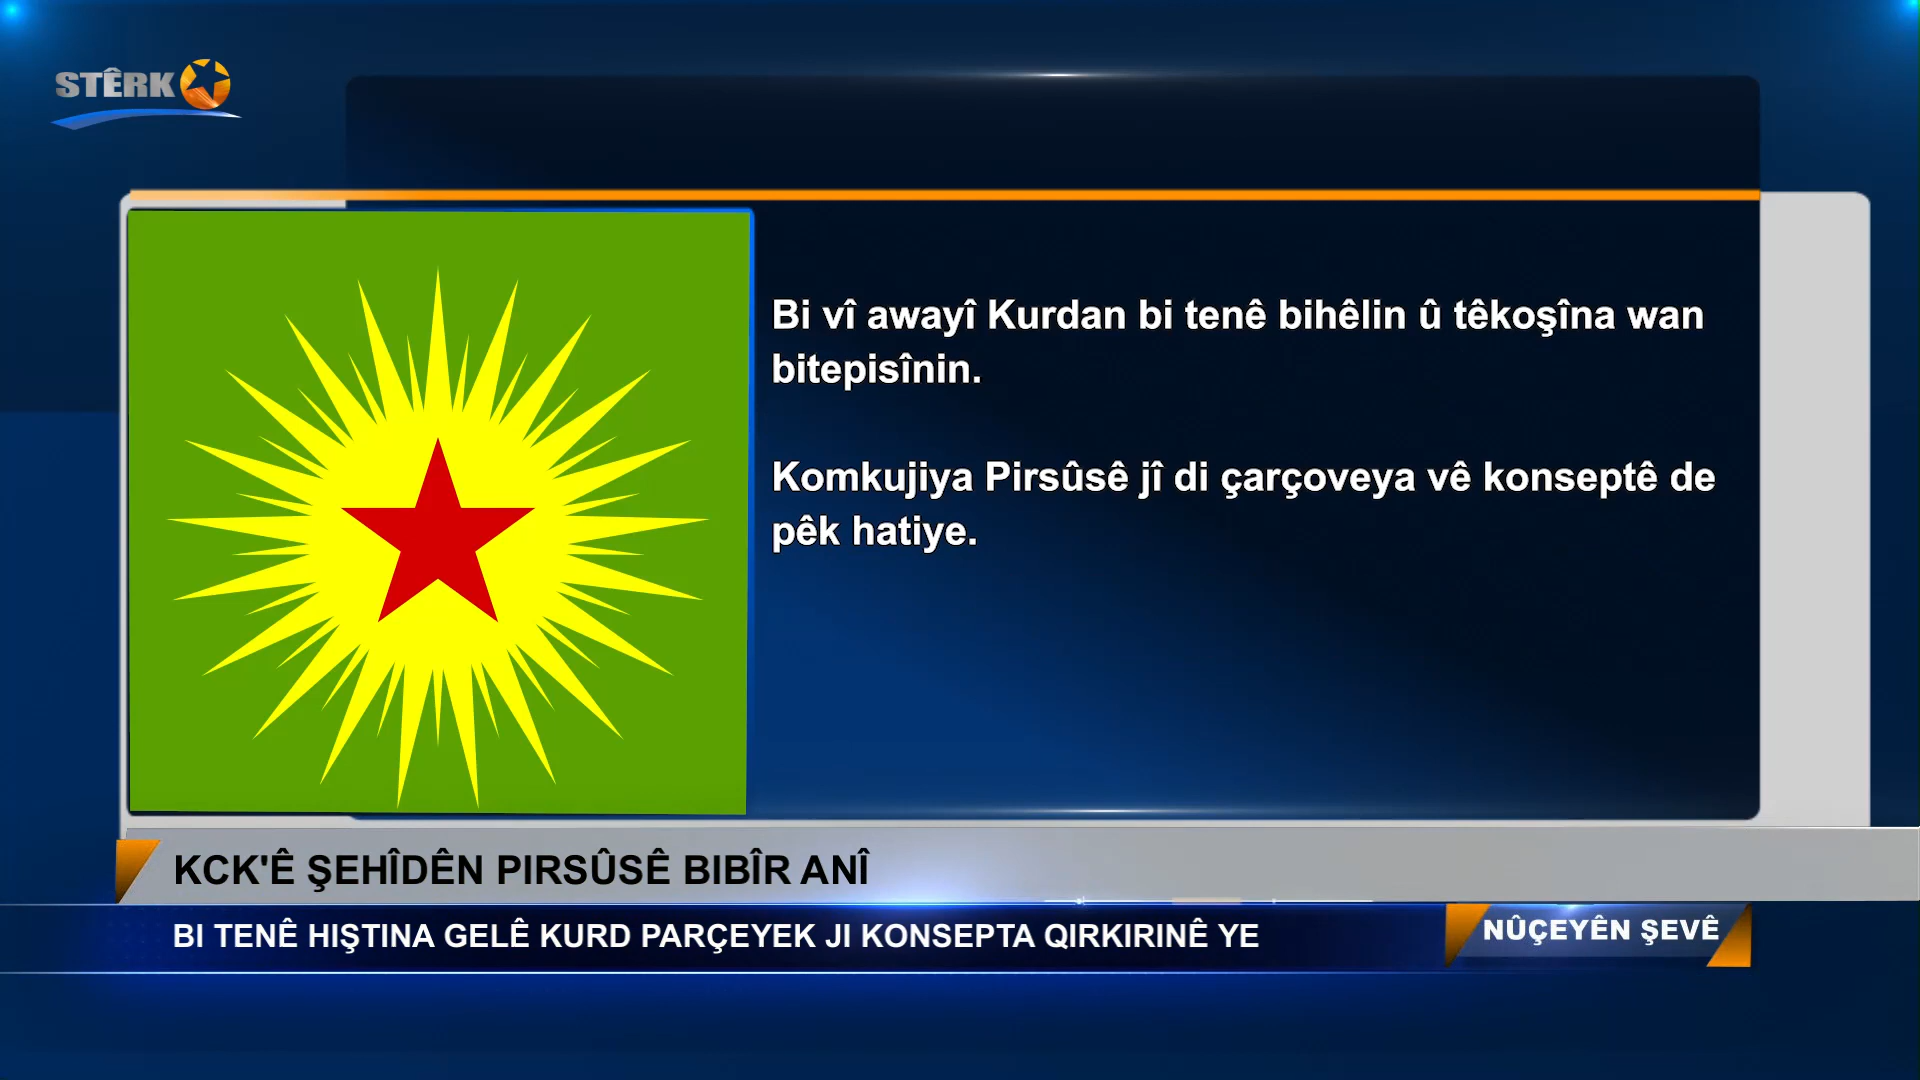 STÊRK
Bi vî awayî Kurdan bi tenê bihêlin û têkoşîna wan
bitepisînin.
Komkujiya Pirsûsê jî di çarçoveya vê konseptê de
pêk hatiye.
KCK'Ê ŞEHÎDÊN PIRSÛSÊ BIBÎR ANÎ
BI TENÊ HIŞTINA GELÊ KURD PARÇEYEK JI KONSEPTA QIRKIRINÊ YE
NÛÇEYÊN ŞEVÊ